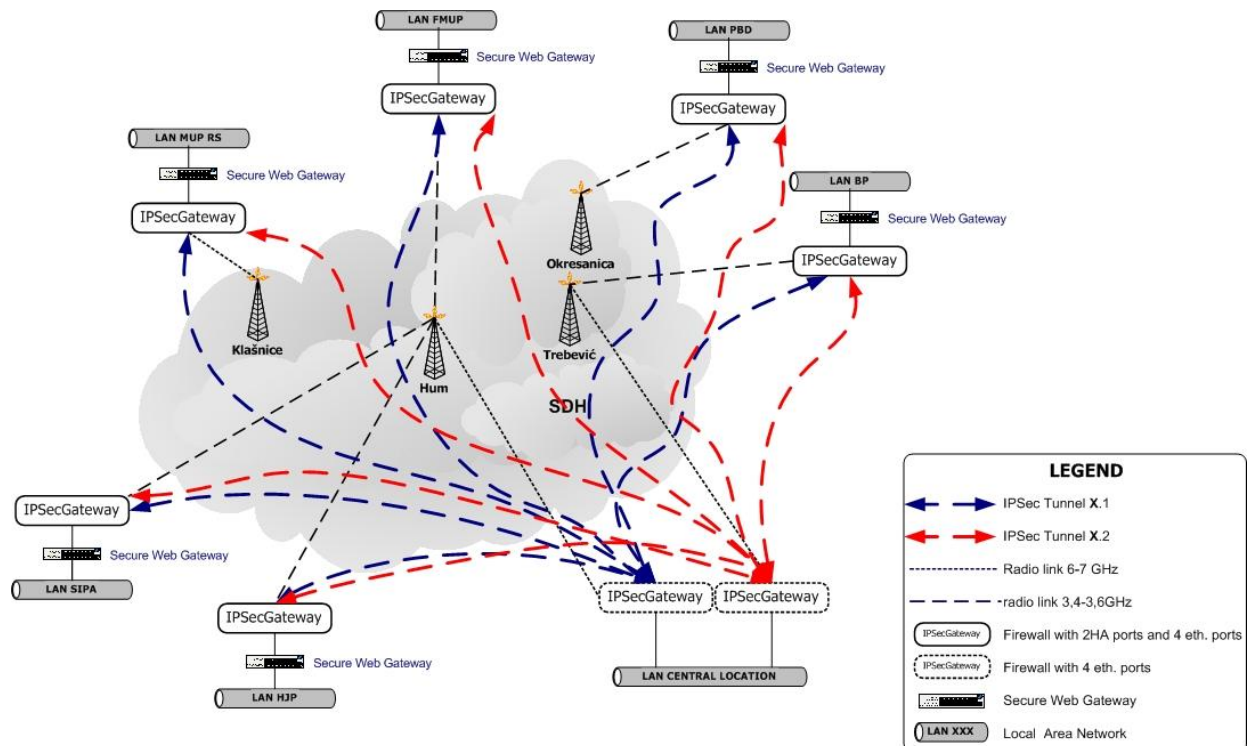 LAN FMUP
Secure Web Gateway
IPSecGateway
LAN PBD
Secure Web Gateway
IPSecGateway
LAN MUP RS
Secure Web Gateway
IPSecGateway
LAN BP
Secure Web Gateway
IPSecGateway
Okresanica
Klašnice
Trebević
Hum
SDH
IPSecGateway
Secure Web Gateway
LAN SIPA
IPSecGateway
Secure Web Gateway
LAN HJP
IPSecGateway
IPSecGateway
LAN CENTRAL LOCATION
LEGEND
IPSec Tunnel X.1
IPSec Tunnel X.2
Radio link 6-7 GHz
radio link 3,4-3,6GHz
IPSecGateway Firewall with 2HA ports and 4 eth. ports
IPSecGateway Firewall with 4 eth. ports
Secure Web Gateway
LAN XXX Local Area Network